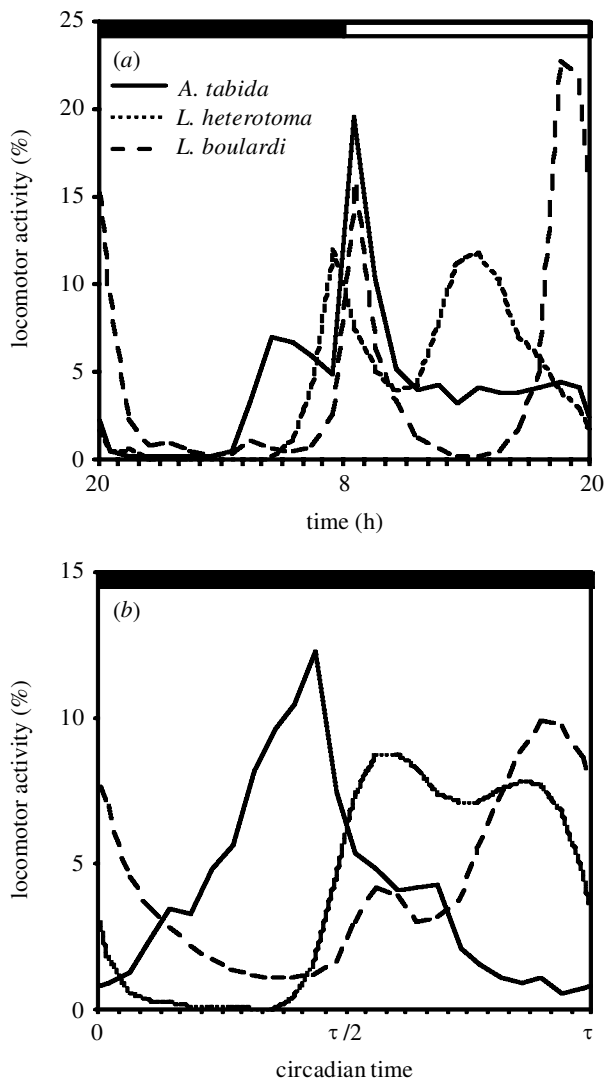 25
20
15
10
5
0
locomotor activity (%)
(a)
A. tabida
L. heterotoma
L. boulardi
20
8
20
time (h)
15
10
5
0
locomotor activity (%)
(b)
0
τ/2
τ
circadian time